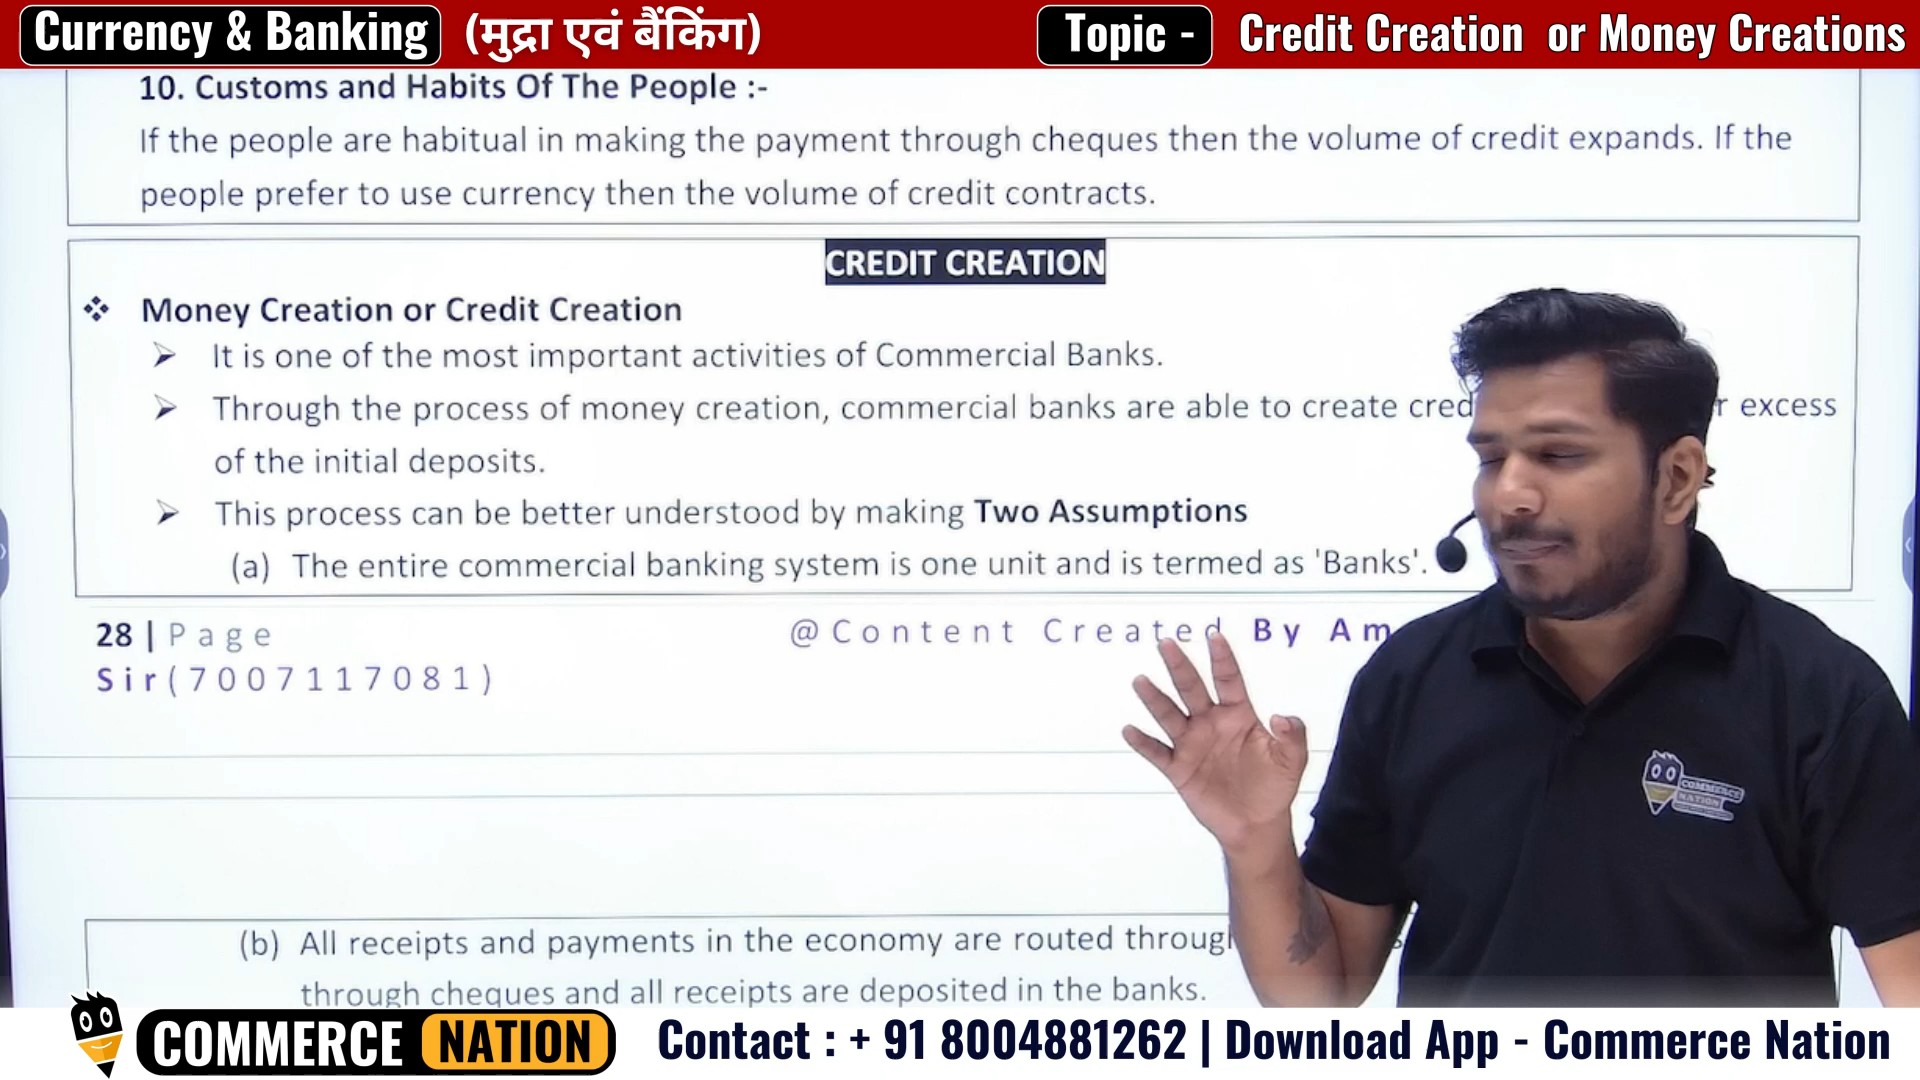 Currency & Banking (मुद्रा एवं बैंकिंग) Topic - Credit Creation or Money Creations
10. Customs and Habits Of The People :-
If the people are habitual in making the payment through cheques then the volume of credit expands. If the
people prefer to use currency then the volume of credit contracts.
CREDIT CREATION
❖ Money Creation or Credit Creation
➢ It is one of the most important activities of Commercial Banks.
➢ Through the process of money creation, commercial banks are able to create excess
of the initial deposits.
➢ This process can be better understood by making Two Assumptions
(a) The entire commercial banking system is one unit and is termed as 'Banks'.
28 | Page @Content Created By
Sir(7007117081)
(b) All receipts and payments in the economy are routed
through cheques and all receipts are deposited in the banks.
COMMERCE NATION
COMMERCE NATION Contact : + 91 8004881262 | Download App - Commerce Nation